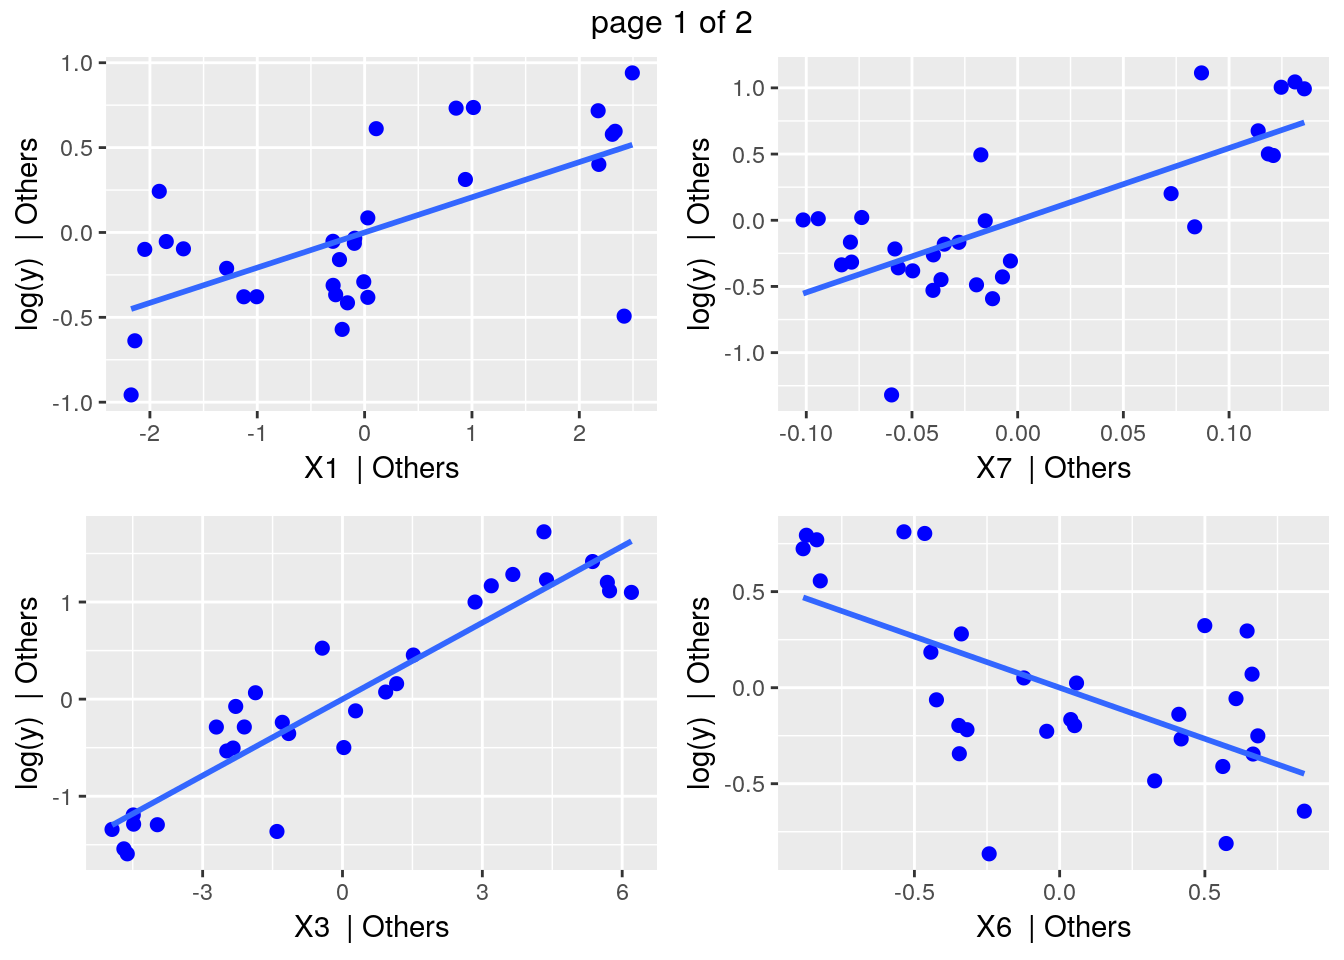 page 1 of 2
log(y) | Others
1.0
0.5
0.0
-0.5
-1.0
-2 -1 0 1 2
X1 | Others
log(y) | Others
1.0
0.5
0.0
-0.5
-1.0
-0.10 -0.05 0.00 0.05 0.10
X7 | Others
log(y) | Others
1
0
-1
-3 0 3 6
X3 | Others
log(y) | Others
0.5
0.0
-0.5
-0.5 0.0 0.5
X6 | Others